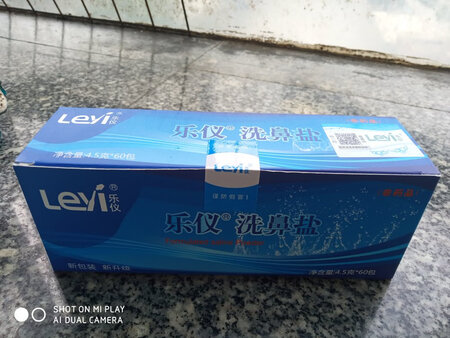 Leyi®
乐仪
乐仪®洗鼻盐
净含量:4.5克*60包
Leyi
Leyi
Leyi®
乐仪
乐仪®洗鼻盐
新包装 新升级
净含量:4.5克*60包
SHOT ON MI PLAY
AI DUAL CAMERA